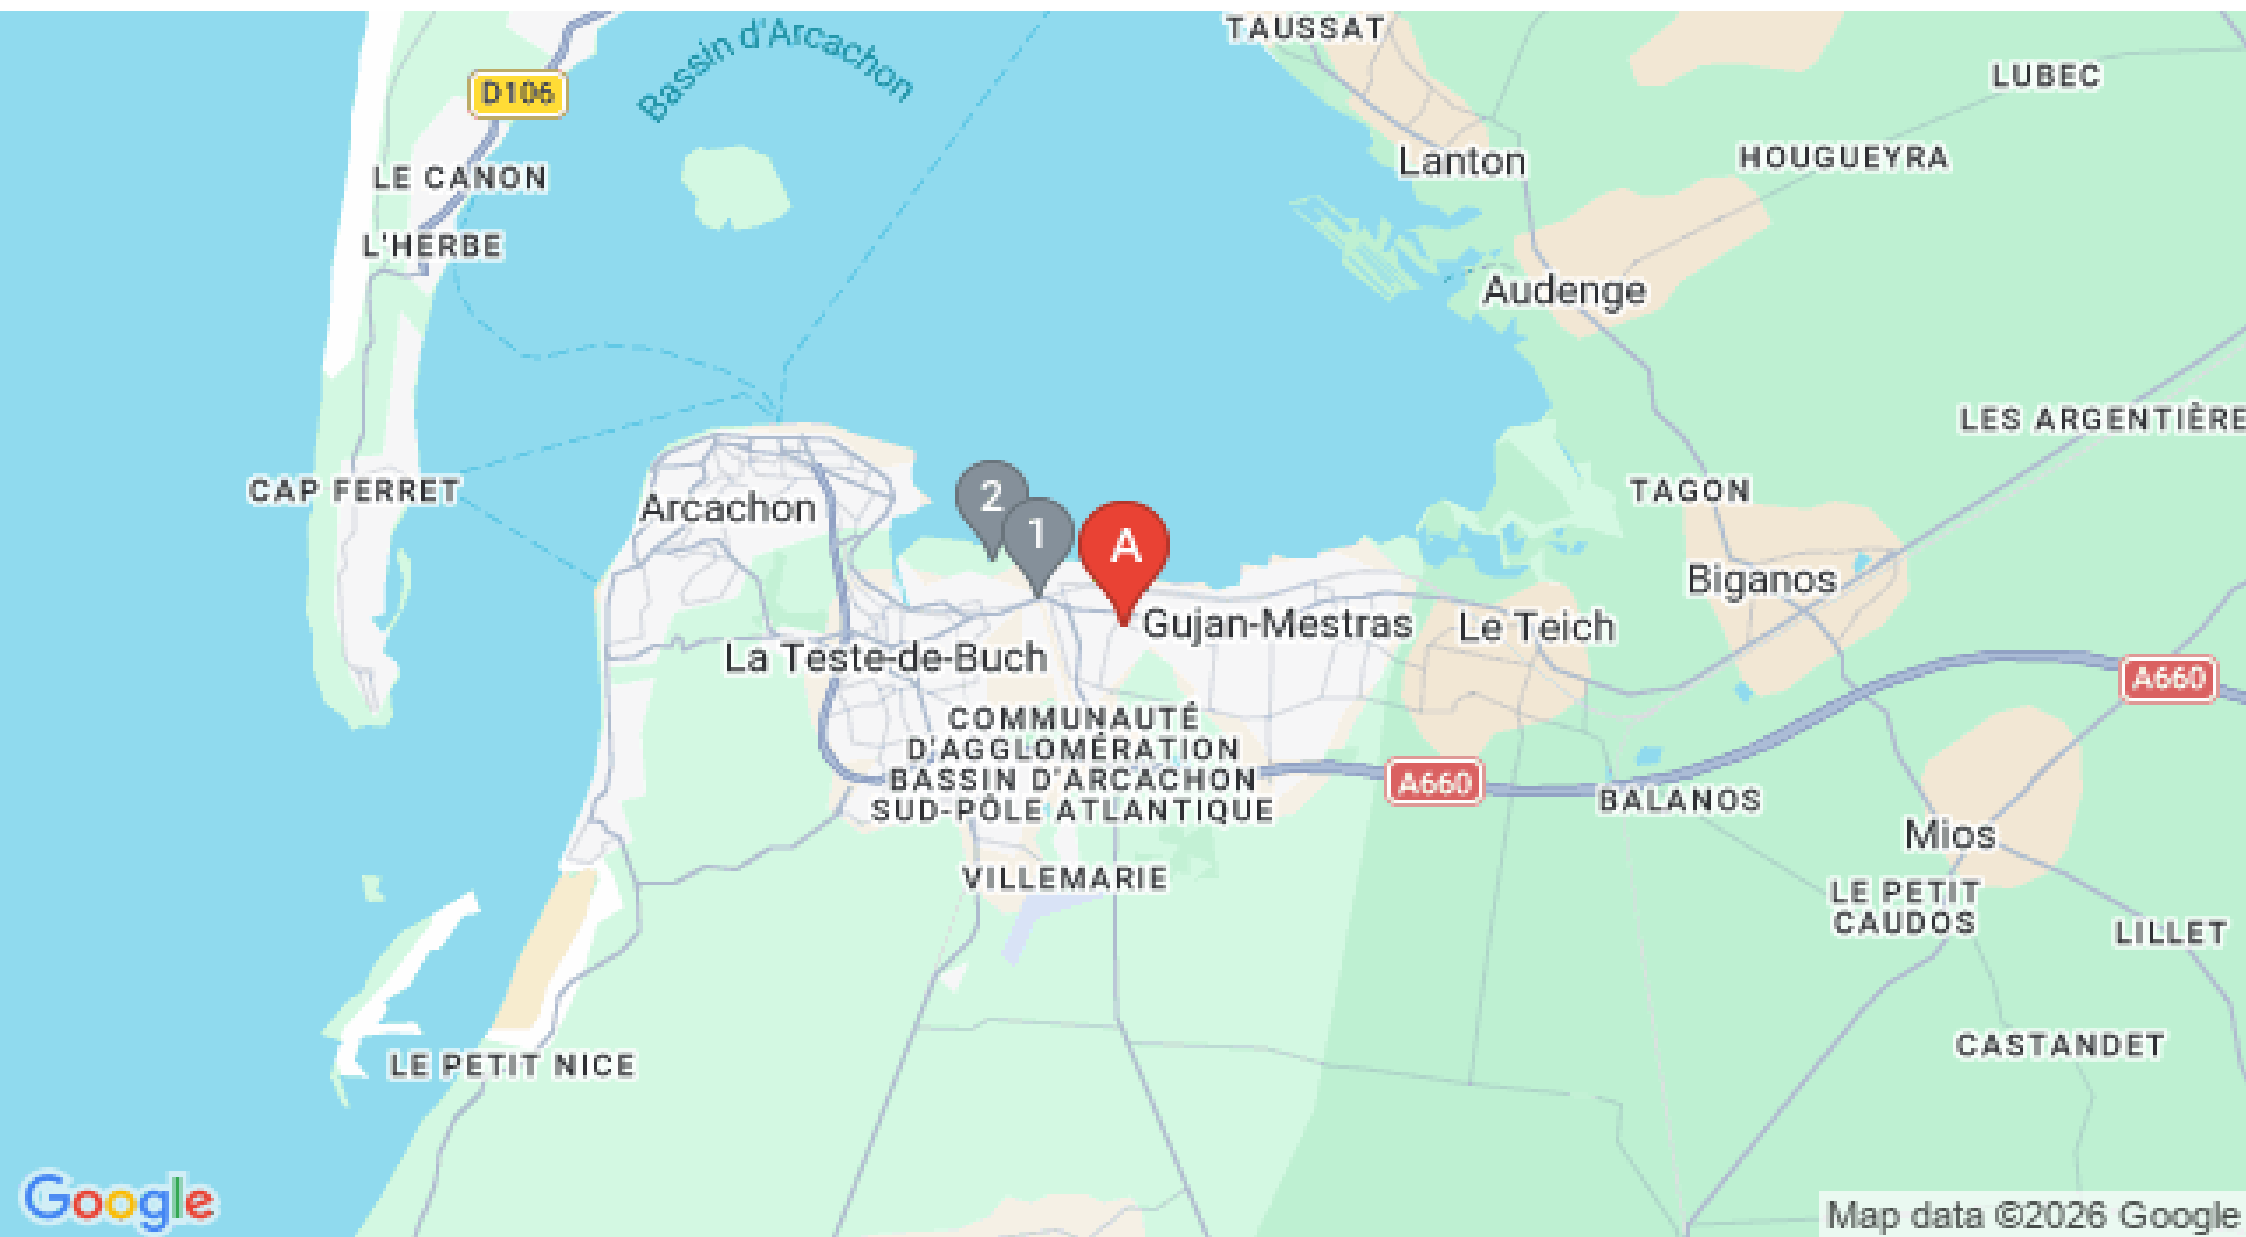 TAUSSAT
Bassin d'Arcachon
LUBEC
D106
HOUGUEYRA
Lanton
LE CANON
L'HERBE
Audenge
LES ARGENTIÈRE
CAP FERRET
TAGON
2
Arcachon
1
A
Biganos
Gujan-Mestras
Le Teich
La Teste-de-Buch
A660
COMMUNAUTÉ
D'AGGLOMÉRATION
BASSIN D'ARCACHON
SUD-PÔLE ATLANTIQUE
A660
BALANOS
Mios
VILLEMARIE
LE PETIT
CAUDOS
LILLET
CASTANDET
LE PETIT NICE
Google
Map data ©2026 Google